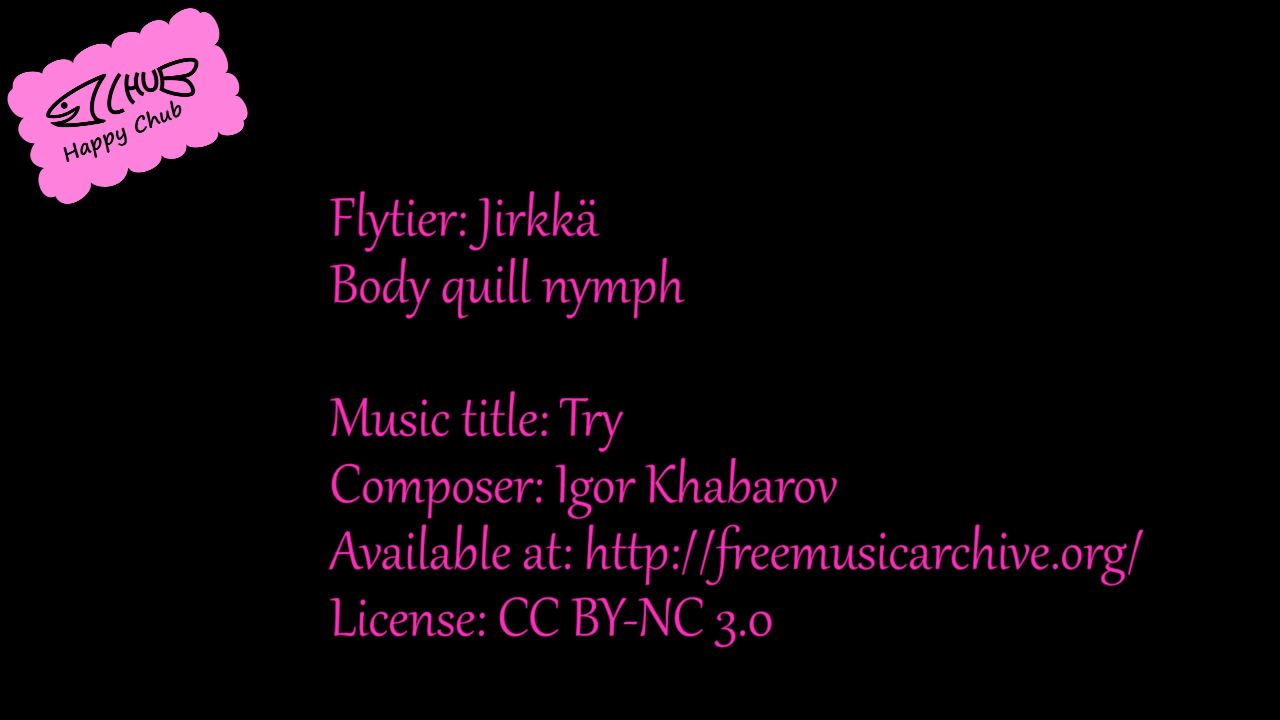 CHUB
Happy Chub
Flytier: Jirkkä
Body quill nymph
Music title: Try
Composer: Igor Khabarov
Available at: http://freemusicarchive.org/
License: CC BY-NC 3.0